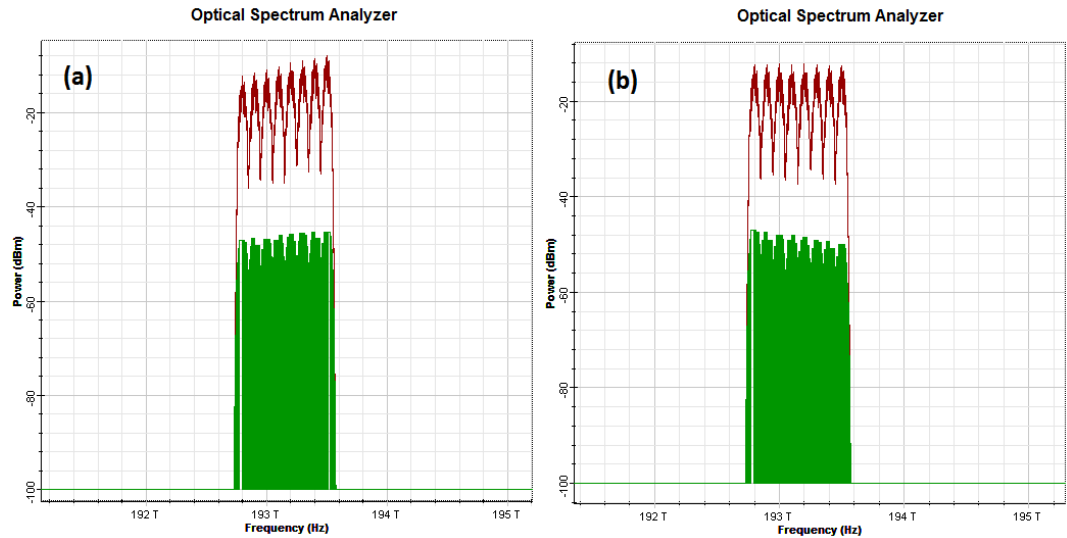 Optical Spectrum Analyzer
(a)
Power (dBm)
-20
-40
-60
-80
-100
192 T
193 T
194 T
195 T
Frequency (Hz)
Optical Spectrum Analyzer
(b)
Power (dBm)
-20
-40
-60
-80
-100
192 T
193 T
194 T
195 T
Frequency (Hz)